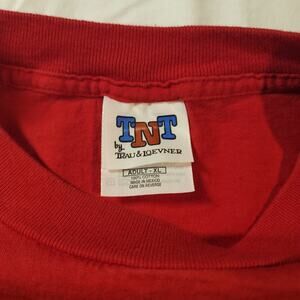 TNT
by
TRAU & LOEVNER
ADULT - XL
100% COTTON
MADE IN MEXICO
CARE ON REVERSE